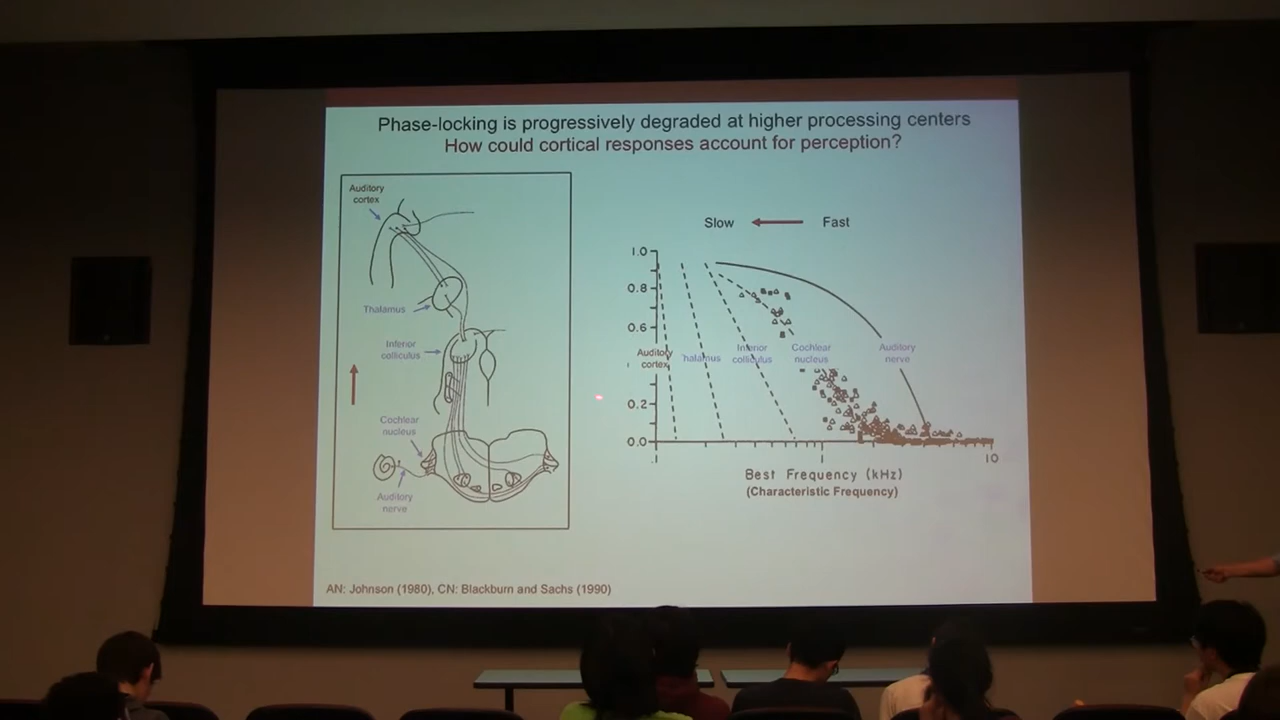 Phase-locking is progressively degraded at higher processing centers
How could cortical responses account for perception?
Auditory
cortex
Thalamus
Inferior
colliculus
Cochlear
nucleus
Auditory
nerve
Slow
Fast
1.0
0.8
0.6
0.2
0.0
Auditory
cortex
halamus
Inferior
colliculus
Cochlear
nucleus
Auditory
nerve
.1
1
10
Best Frequency (kHz)
(Characteristic Frequency)
AN: Johnson (1980), CN: Blackburn and Sachs (1990)